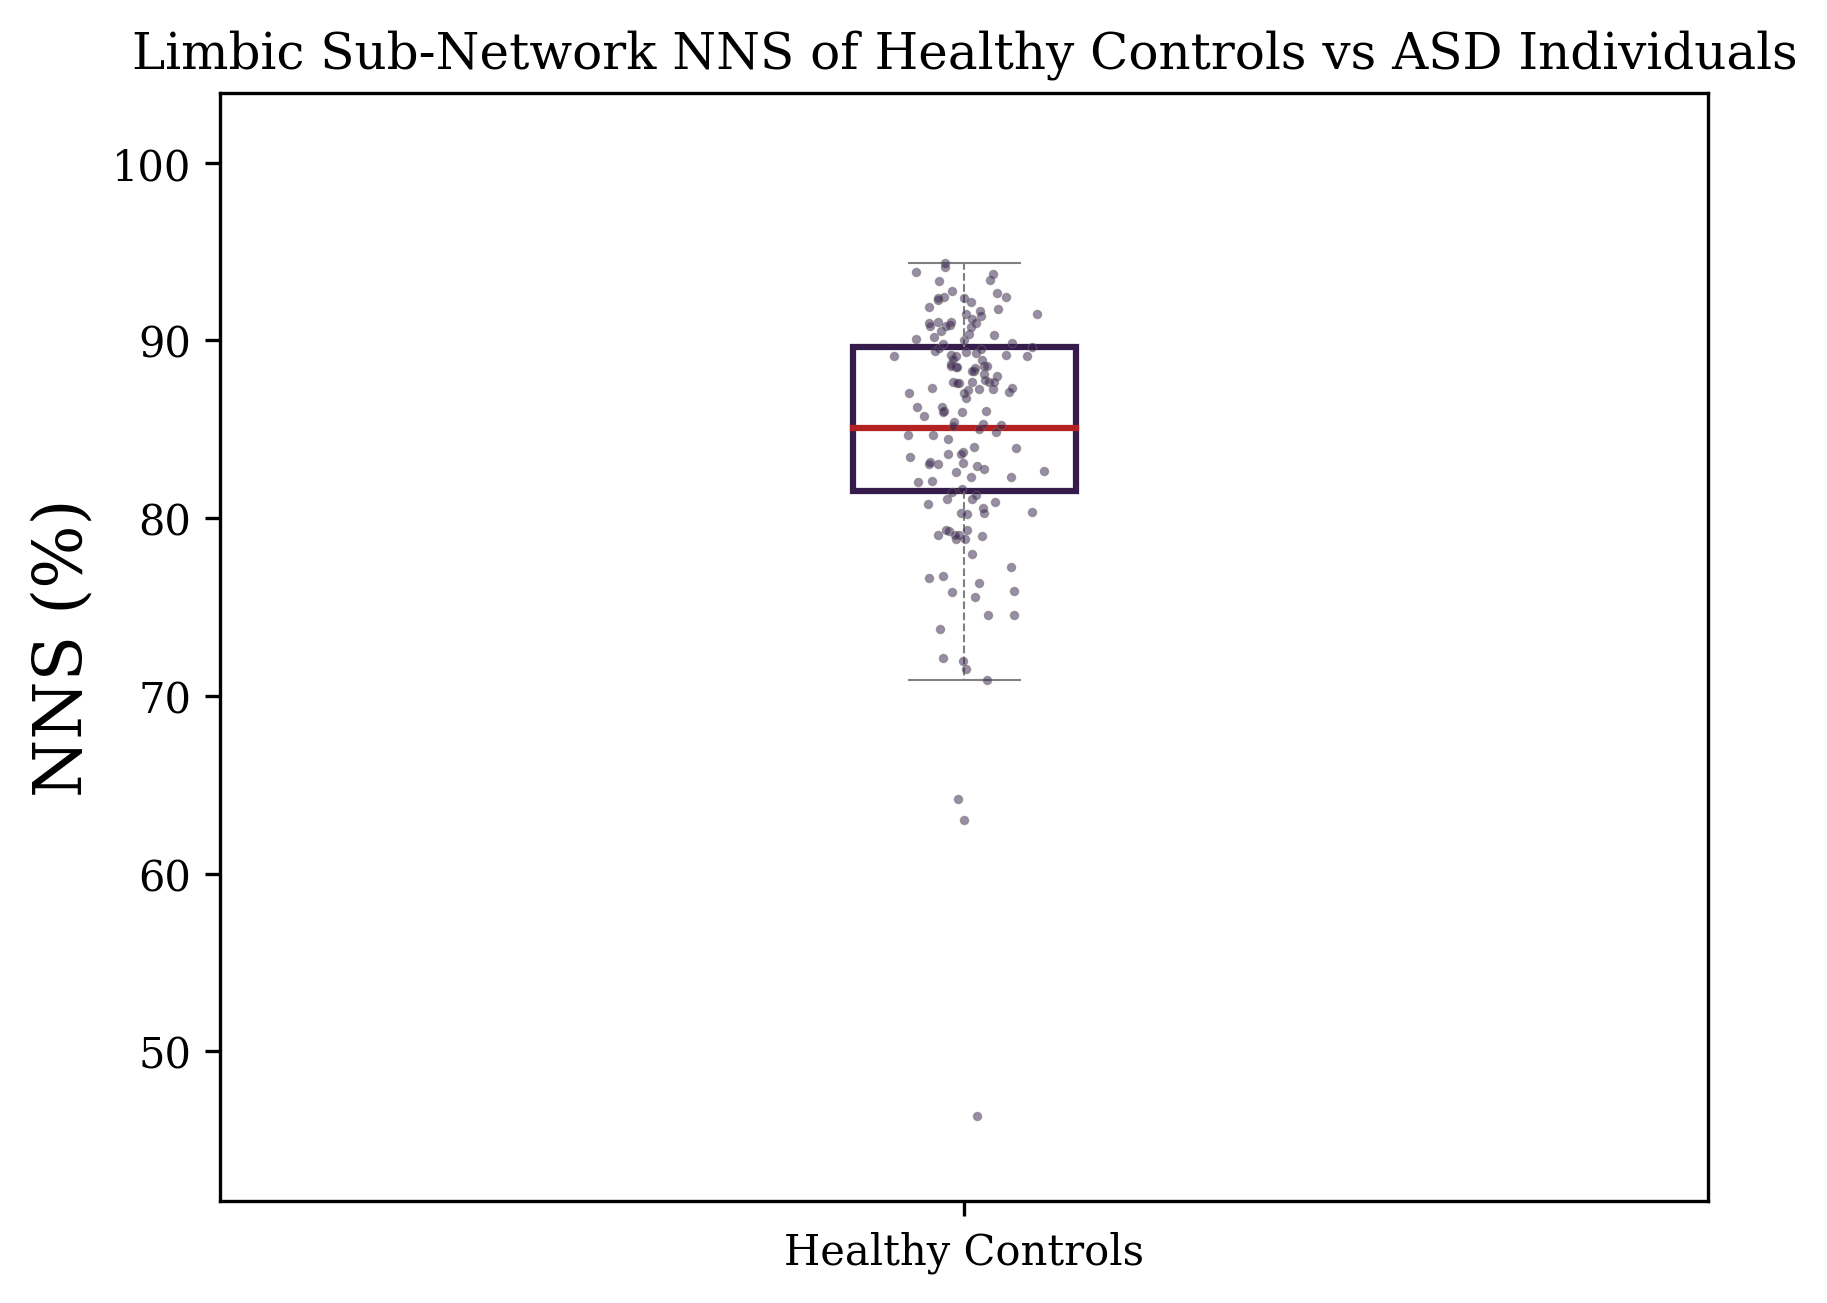 Limbic Sub-Network NNS of Healthy Controls vs ASD Individuals
NNS (%)
100
90
80
70
60
50
Healthy Controls